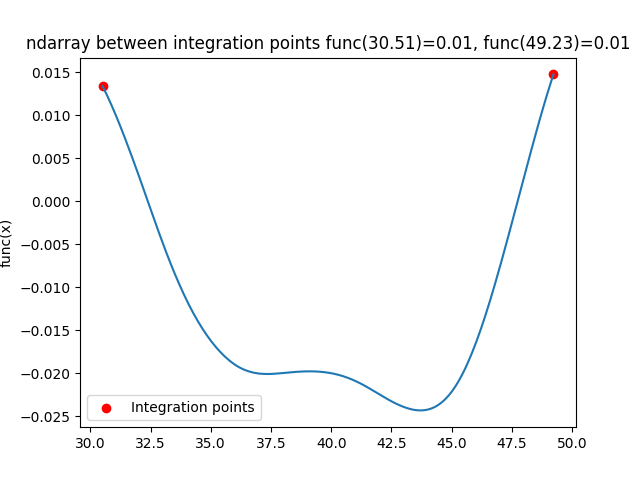 ndarray between integration points func(30.51)=0.01, func(49.23)=0.01
0.015
0.010
0.005
0.000
−0.005
−0.010
−0.015
−0.020
−0.025
func(x)
Integration points
30.0 32.5 35.0 37.5 40.0 42.5 45.0 47.5 50.0